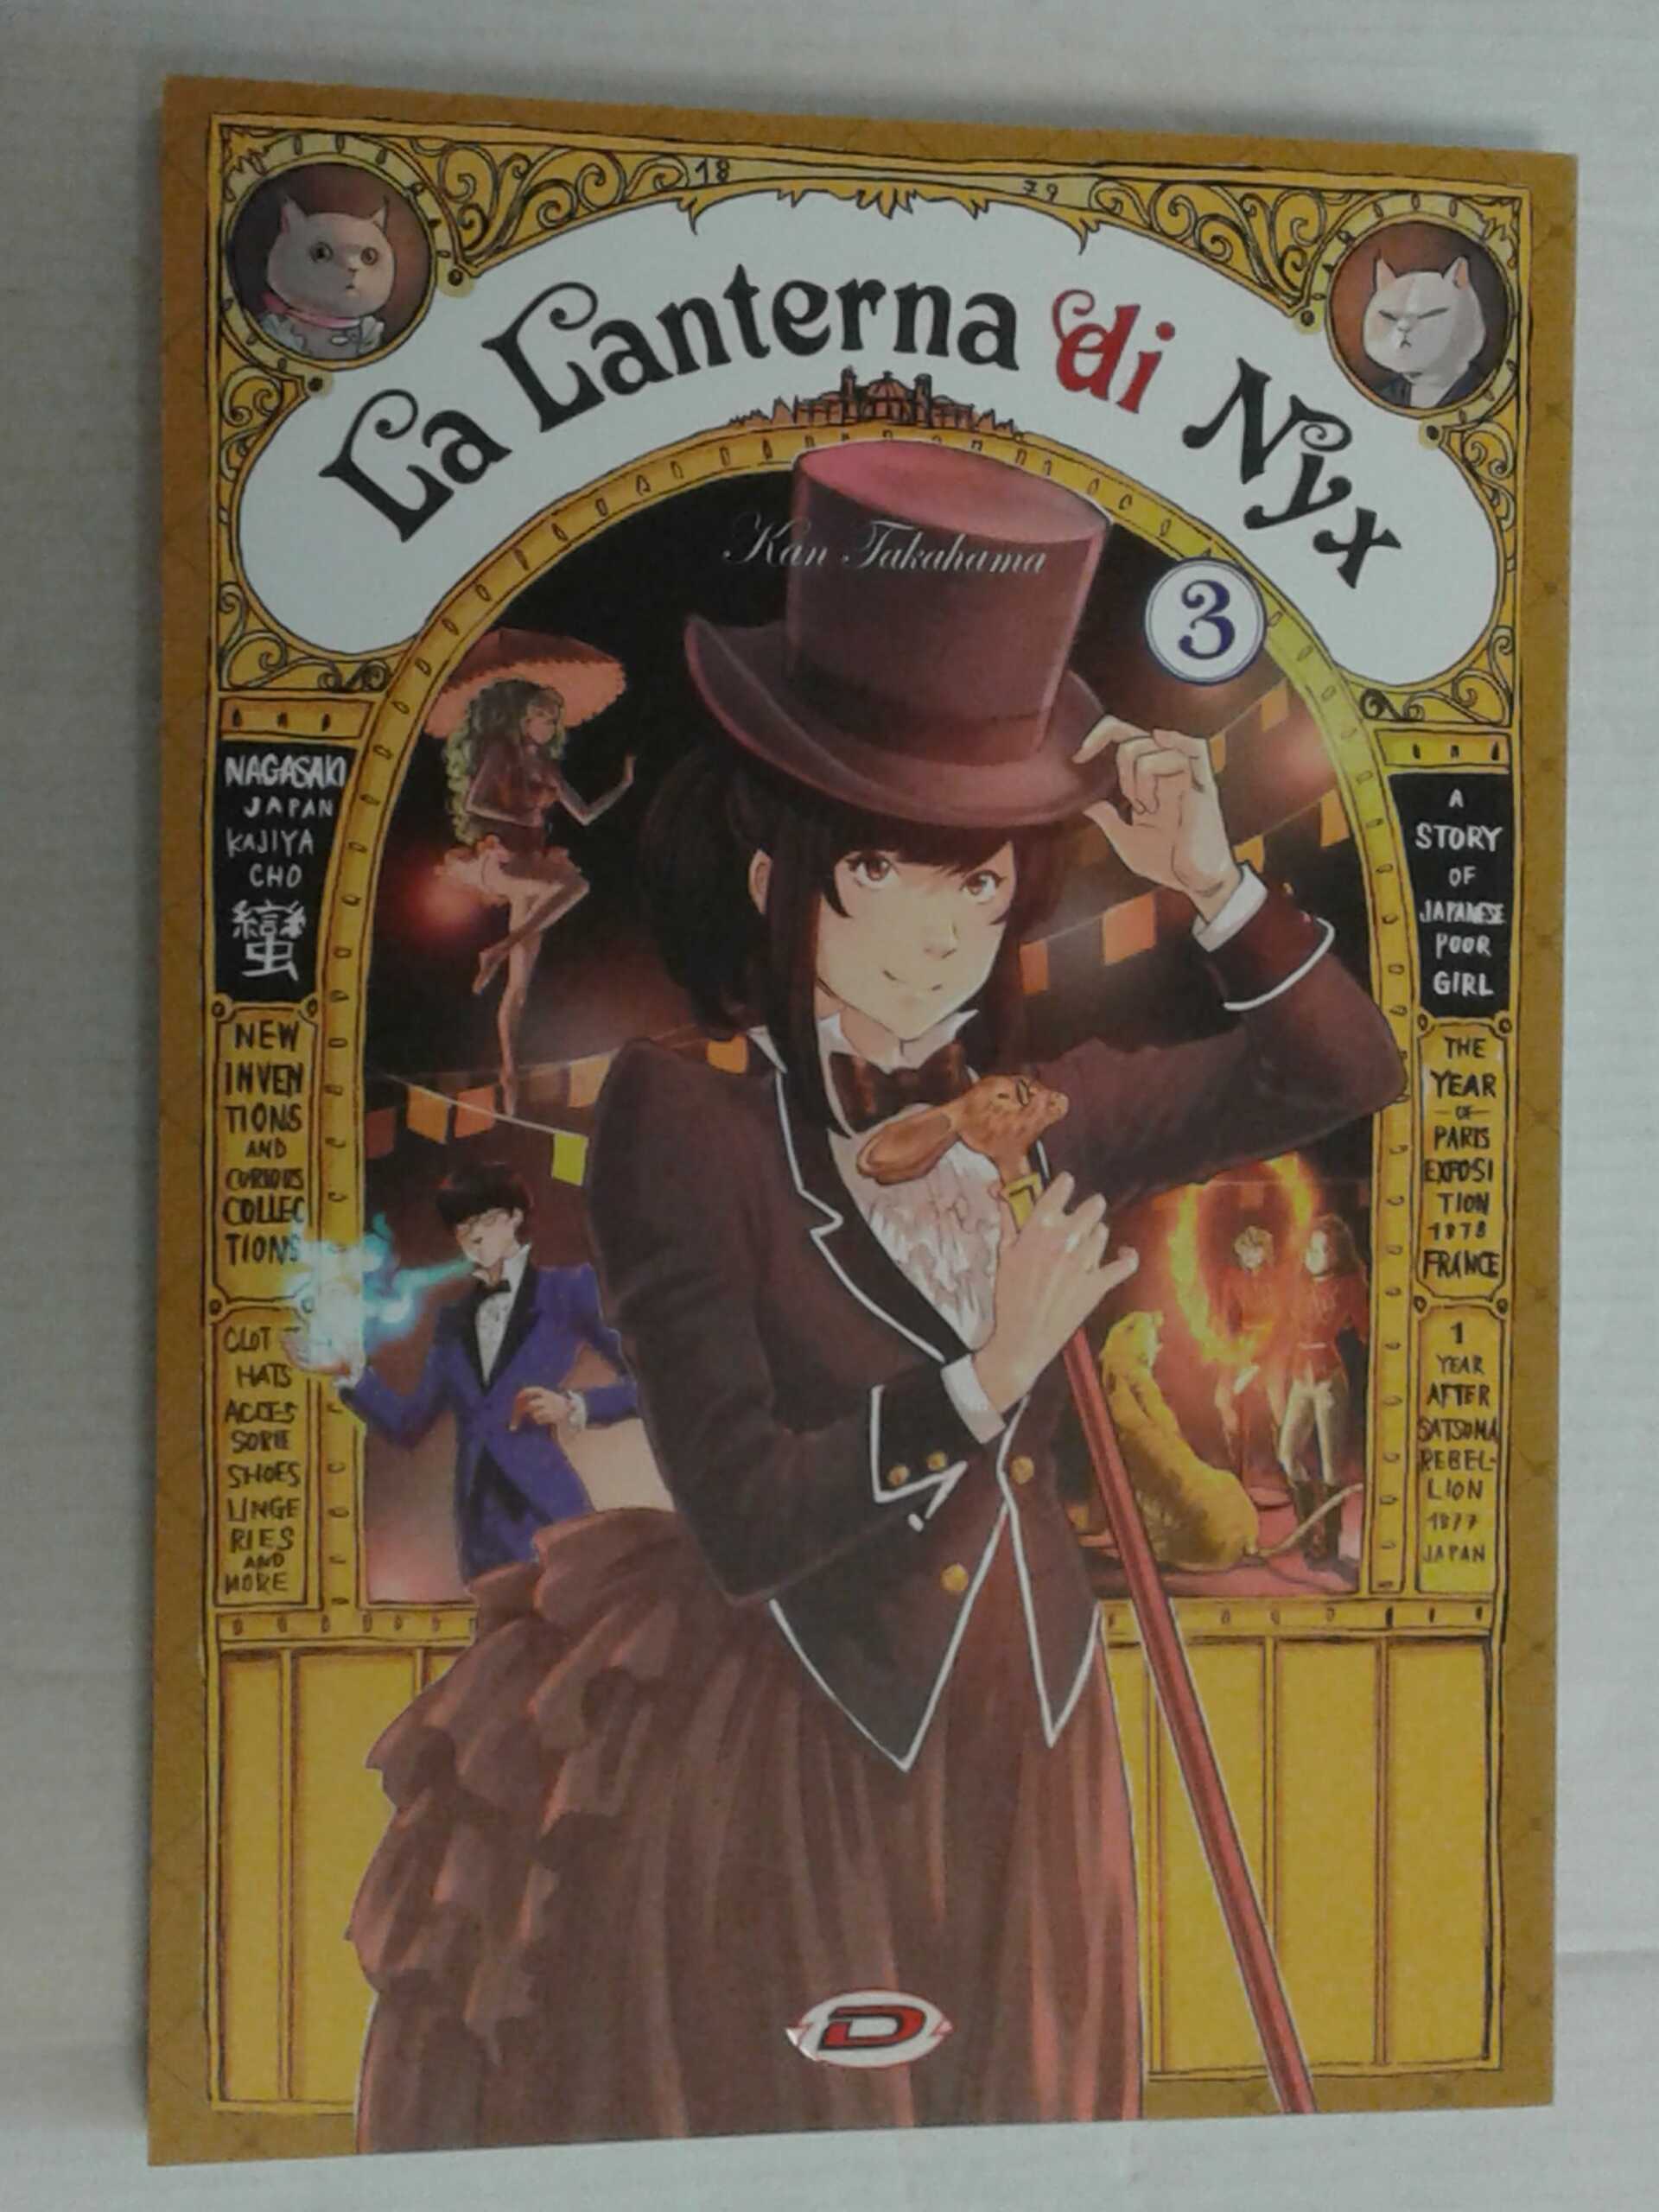 18 79
La Lanterna di Nyx
Kan Takahama
3
NAGASAKI
JAPAN
KAJIYA
CHO
蠻
NEW
INVEN
TIONS
AND
CURIOUS
COLLEC
TIONS
CLOT
HATS
ACCES
SORIE
SHOES
LINGE
RIES
AND
MORE
A
STORY
OF
JAPANESE
POOR
GIRL
THE
YEAR
OF
PARIS
EXPOSI
TION
1878
FRANCE
1
YEAR
AFTER
SATSUMA
REBEL-
LION
1877
JAPAN
D